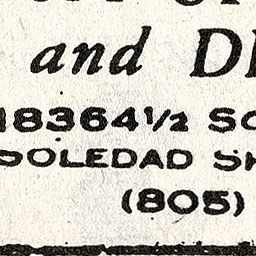 and D
18364½ So
SOLEDAD SH
(805)